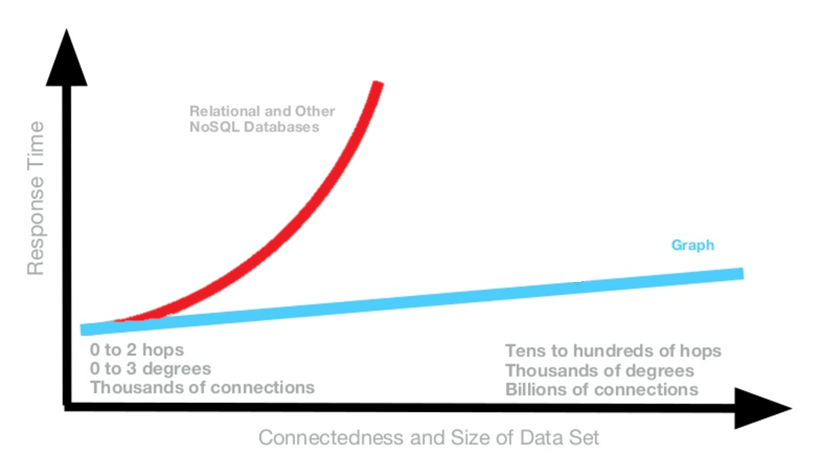 Response Time
Relational and Other
NoSQL Databases
Graph
0 to 2 hops
0 to 3 degrees
Thousands of connections
Tens to hundreds of hops
Thousands of degrees
Billions of connections
Connectedness and Size of Data Set